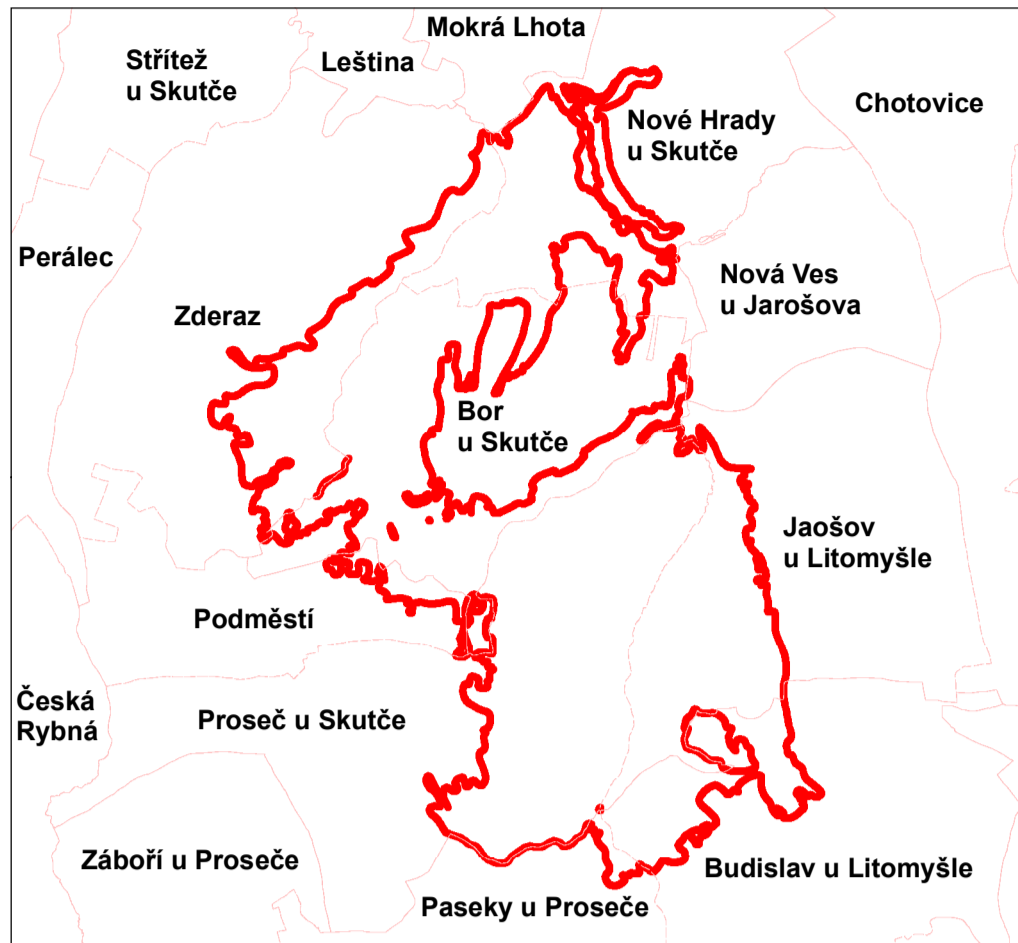 Mokrá Lhota
Střítež
u Skutče
Leština
Chotovice
Nové Hrady
u Skutče
Perálec
Nová Ves
u Jarošova
Zderaz
Bor
u Skutče
Jaošov
u Litomyšle
Podměstí
Česká
Rybná
Proseč u Skutče
Záboří u Proseče
Budislav u Litomyšle
Paseky u Proseče